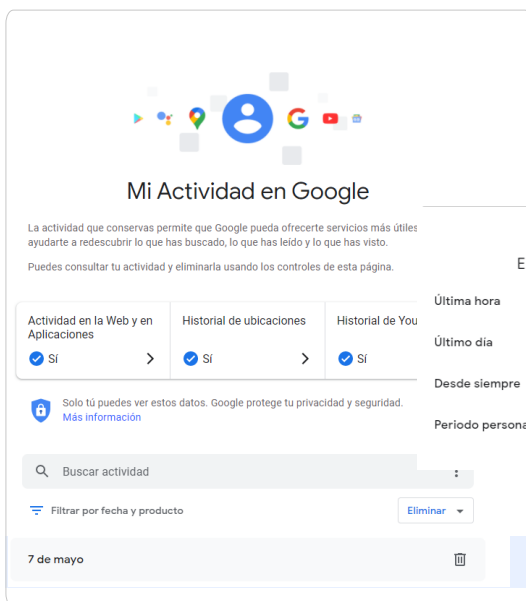 Mi Actividad en Google
La actividad que conservas permite que Google pueda ofrecerte servicios más útiles
ayudarte a redescubrir lo que has buscado, lo que has leído y lo que has visto.
Puedes consultar tu actividad y eliminarla usando los controles de esta página.
E
Última hora
Último día
Desde siempre
Periodo persona
Actividad en la Web y en
Aplicaciones
Sí
Historial de ubicaciones
Sí
Historial de You
Sí
Solo tú puedes ver estos datos. Google protege tu privacidad y seguridad.
Más información
Buscar actividad
Filtrar por fecha y producto
Eliminar
7 de mayo